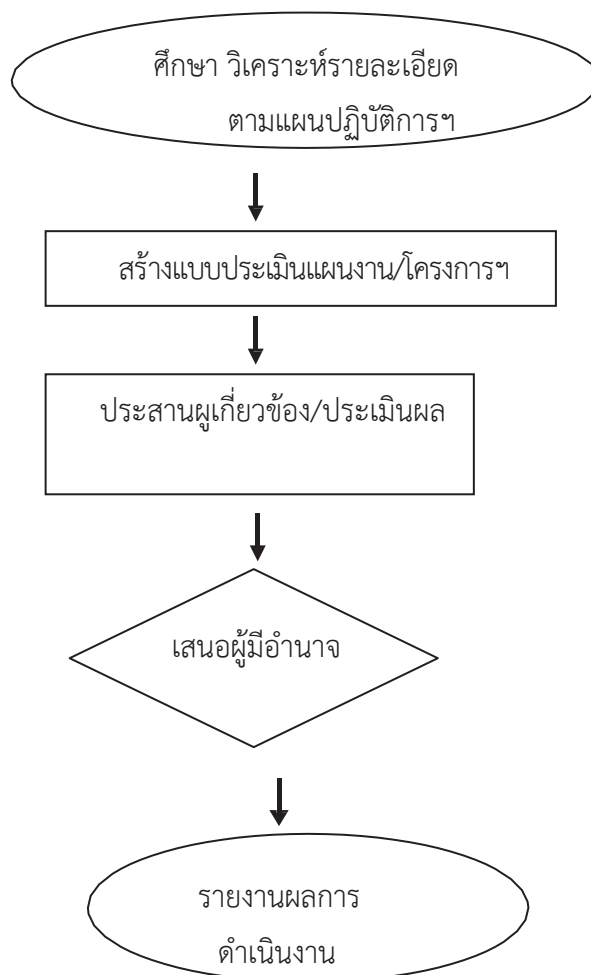 ศึกษา วิเคราะห์รายละเอียด
ตามแผนปฏิบัติการฯ
สร้างแบบประเมินแผนงาน/โครงการฯ
ประสานผูเกี่ยวข้อง/ประเมินผล
เสนอผู้มีอำนาจ
รายงานผลการ
ดำเนินงาน